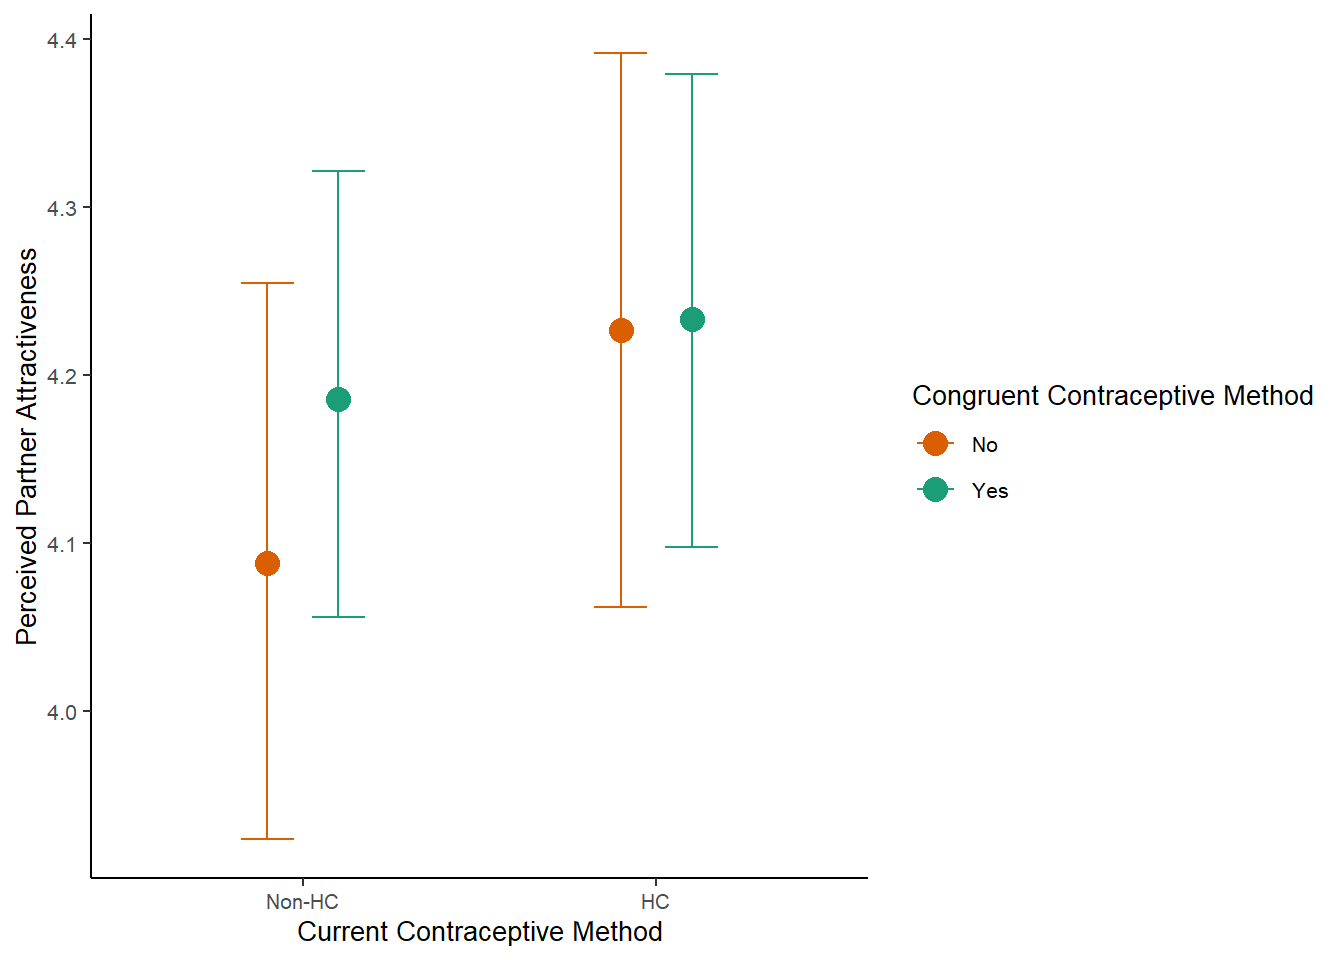 4.4
4.3
4.2
4.1
4.0
Perceived Partner Attractiveness
Non-HC
HC
Current Contraceptive Method
Congruent Contraceptive Method
No
Yes